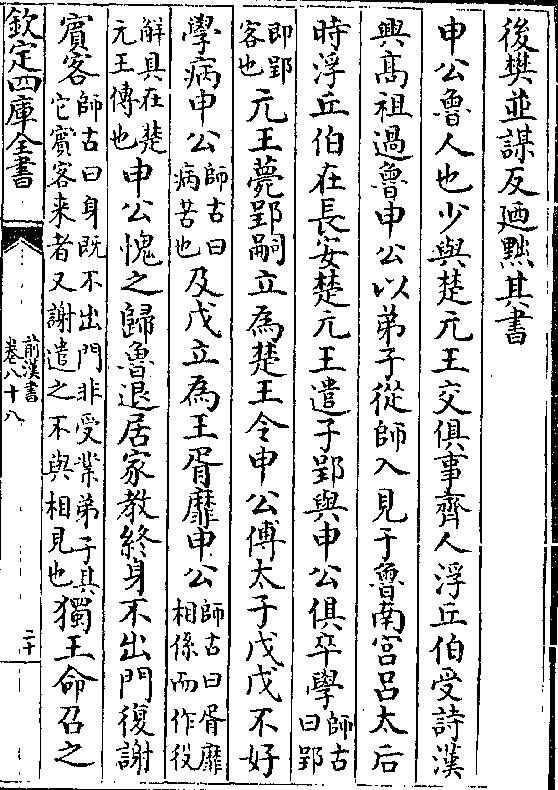 後樊並謀反廼黜其書
申公魯人也少與楚元王交俱事齊人浮丘伯受詩漢
興髙祖過魯申公以弟子從師入見于魯南宮呂太后
時浮丘伯在長安楚元王遣子郢與申公俱卒學師古曰郢
即郢客也元王薨郢嗣立為楚王令申公傅太子戊戊不好
學病申公師古曰病苦也及戊立為王胥靡申公師古曰胥靡相係而作役
解具在楚元王傳也申公愧之歸魯退居家教終身不出門復謝
賔客師古曰身既不出門非受業弟子其它賔客来者又謝遣之不與相見也獨王命召之
欽定四庫全書
前漢書
卷八十八
二十